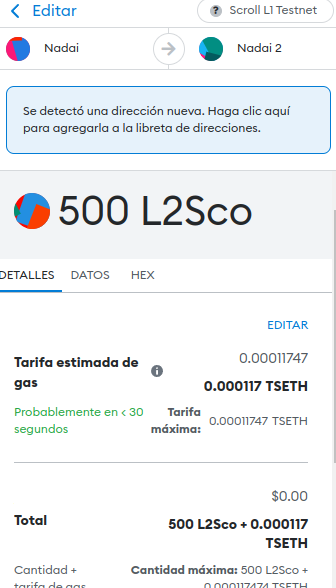 Editar
Scroll L1 Testnet
Nadai
Nadai 2
Se detectó una dirección nueva. Haga clic aquí
para agregarla a la libreta de direcciones.
500 L2Sco
DETALLES DATOS HEX
EDITAR
Tarifa estimada de
gas
0.00011747
0.000117 TSETH
Probablemente en < 30
segundos
Tarifa
máxima:
0.00011747 TSETH
$0.00
Total
500 L2Sco + 0.000117
TSETH
Cantidad +
tarifa de gas
Cantidad máxima: 500 L2Sco +
0.000117474 TSETH